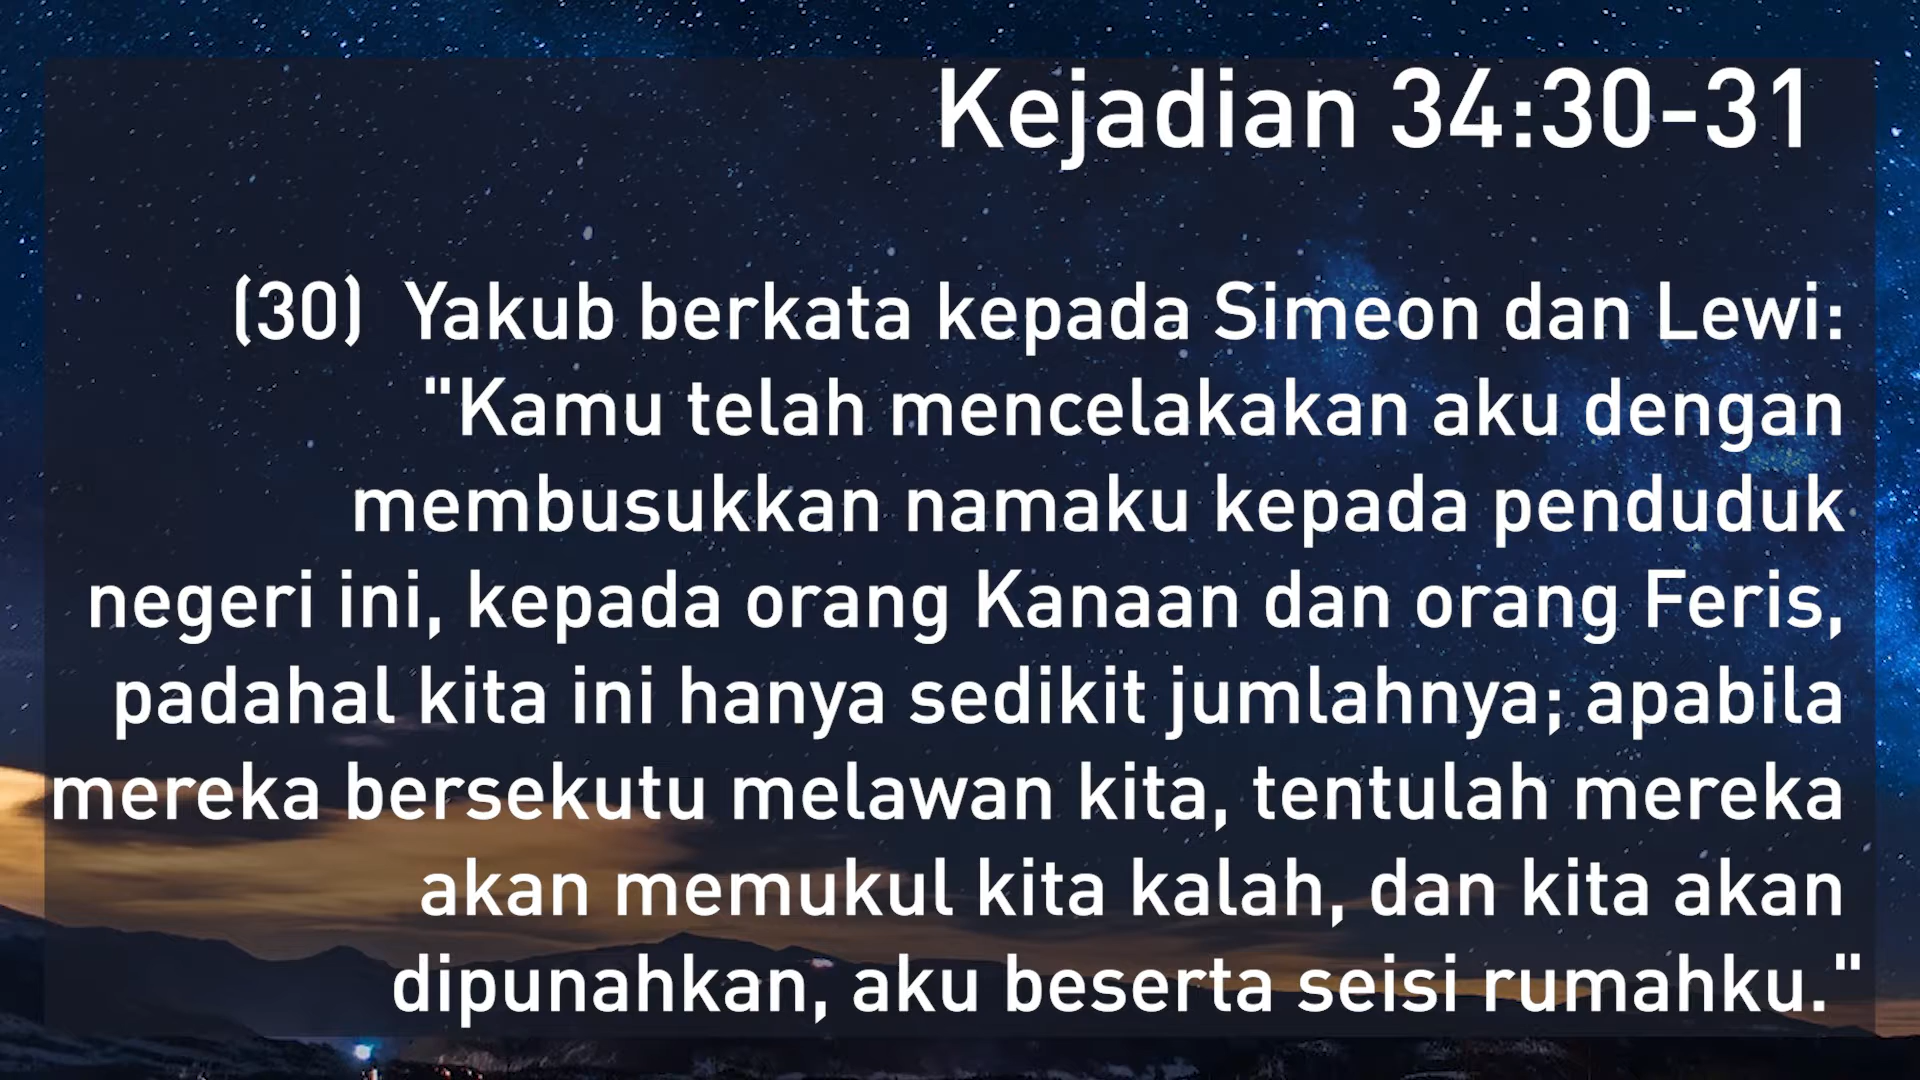 Kejadian 34:30-31
(30)  Yakub berkata kepada Simeon dan Lewi:
"Kamu telah mencelakakan aku dengan
membusukkan namaku kepada penduduk
negeri ini, kepada orang Kanaan dan orang Feris,
padahal kita ini hanya sedikit jumlahnya; apabila
mereka bersekutu melawan kita, tentulah mereka
akan memukul kita kalah, dan kita akan
dipunahkan, aku beserta seisi rumahku."